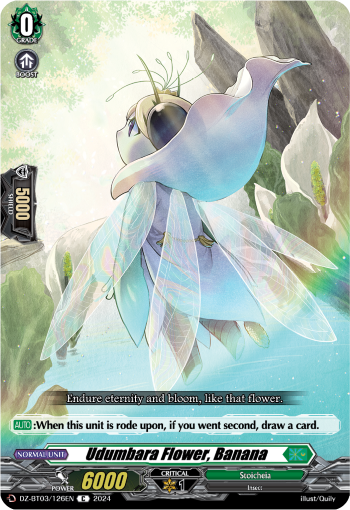 0
GRADE
BOOST
5000
SHIELD
Endure eternity and bloom, like that flower.
AUTO:When this unit is rode upon, if you went second, draw a card.
NORMAL UNIT
Udumbara Flower, Banana
POWER
6000
CRITICAL
1
Stoicheia
Insect
DZ-BT03/126EN C 2024
illust/Quily